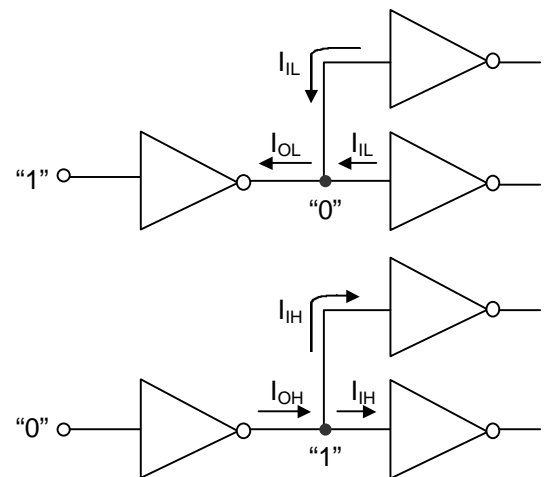 I_IL
I_OL I_IL
“1”
“0”
I_IH
I_OH I_IH
“0”
“1”